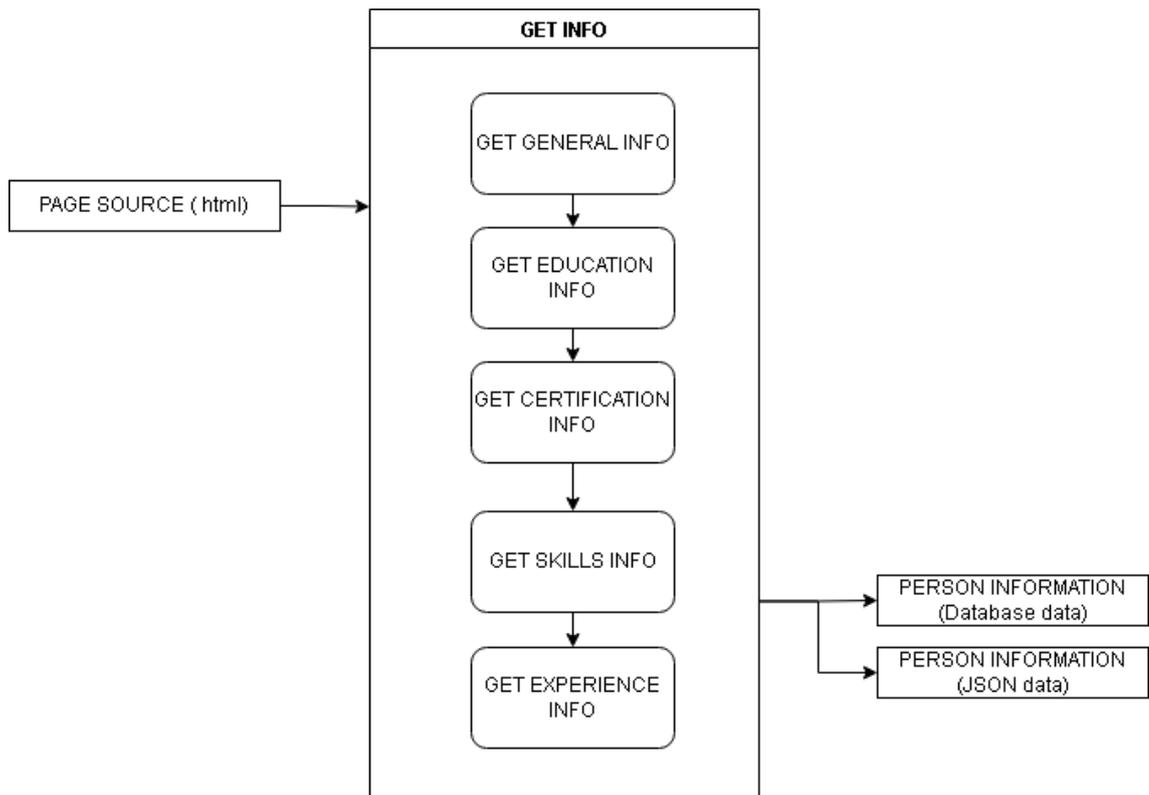 GET INFO
GET GENERAL INFO
PAGE SOURCE ( html)
GET EDUCATION
INFO
GET CERTIFICATION
INFO
GET SKILLS INFO
PERSON INFORMATION
(Database data)
GET EXPERIENCE
INFO
PERSON INFORMATION
(JSON data)